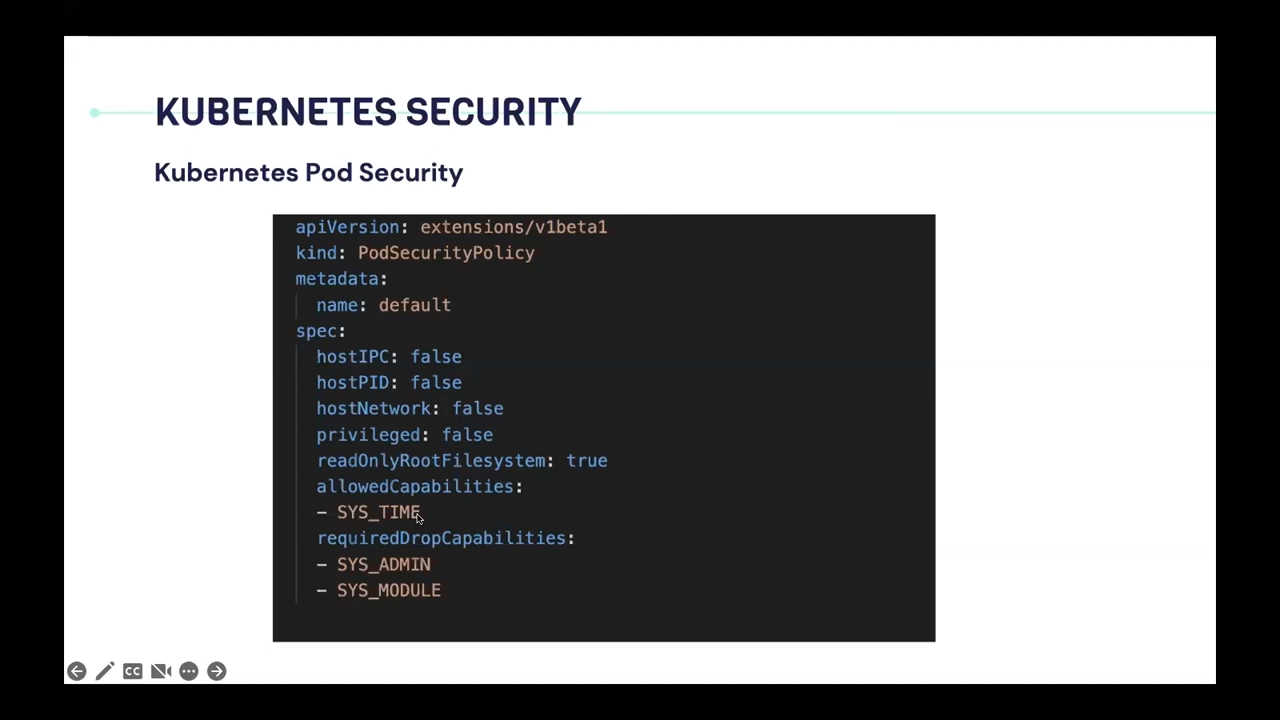 KUBERNETES SECURITY
Kubernetes Pod Security
apiVersion: extensions/v1beta1
kind: PodSecurityPolicy
metadata:
  name: default
spec:
  hostIPC: false
  hostPID: false
  hostNetwork: false
  privileged: false
  readOnlyRootFilesystem: true
  allowedCapabilities:
  - SYS_TIME
  requiredDropCapabilities:
  - SYS_ADMIN
  - SYS_MODULE
CC